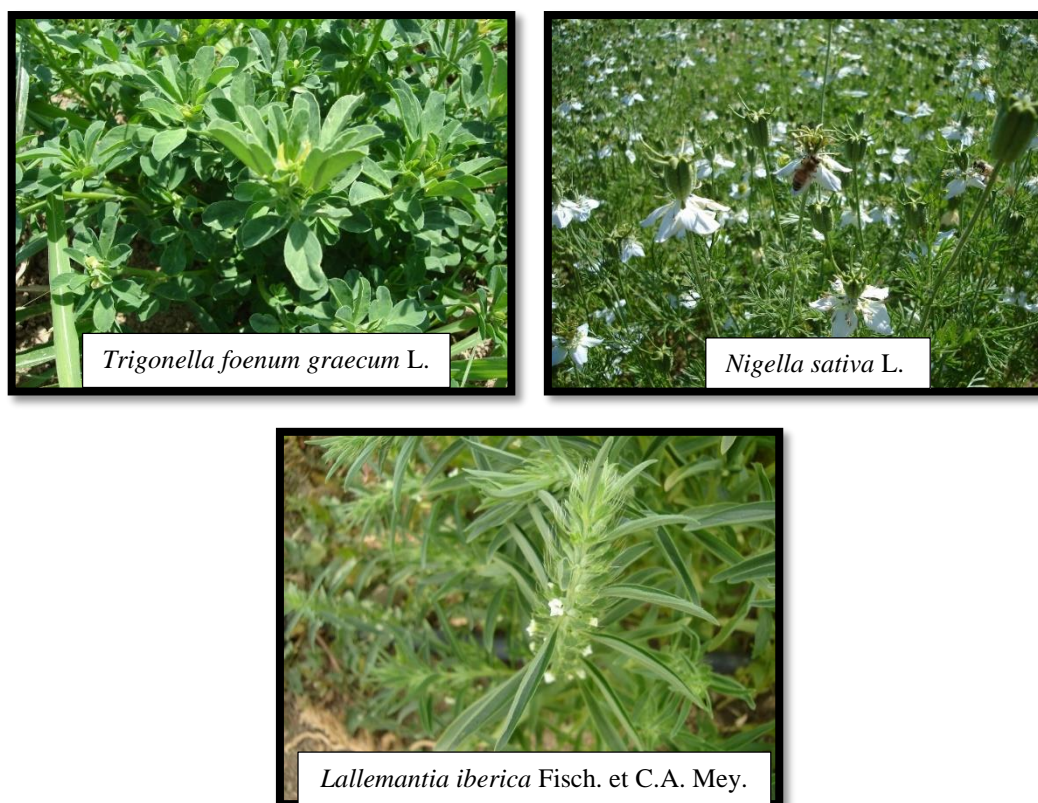 Trigonella foenum graecum L.
Nigella sativa L.
Lallemantia iberica Fisch. et C.A. Mey.